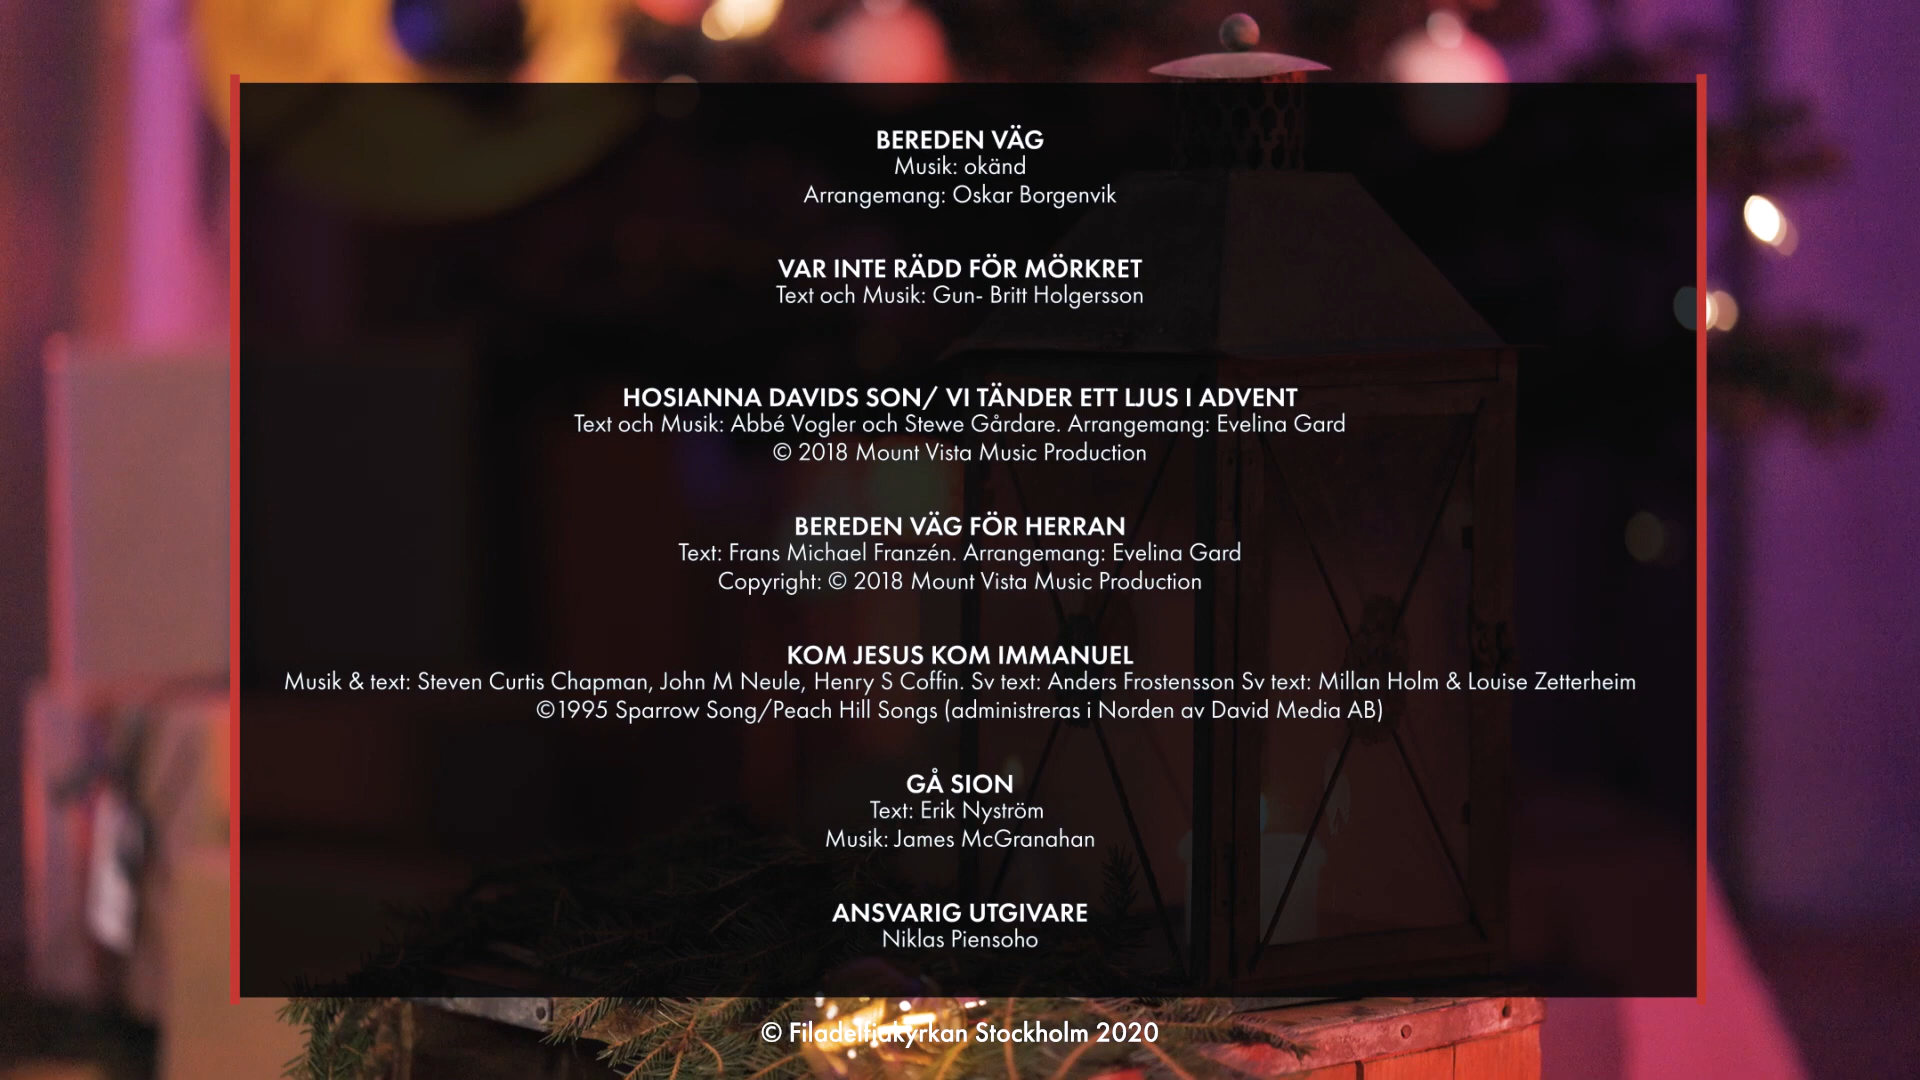 BEREDEN VÄG
Musik: okänd
Arrangemang: Oskar Borgenvik
VAR INTE RÄDD FÖR MÖRKRET
Text och Musik: Gun- Britt Holgersson
HOSIANNA DAVIDS SON/ VI TÄNDER ETT LJUS I ADVENT
Text och Musik: Abbé Vogler och Stewe Gårdare. Arrangemang: Evelina Gard
© 2018 Mount Vista Music Production
BEREDEN VÄG FÖR HERRAN
Text: Frans Michael Franzén. Arrangemang: Evelina Gard
Copyright: © 2018 Mount Vista Music Production
KOM JESUS KOM IMMANUEL
Musik & text: Steven Curtis Chapman, John M Neule, Henry S Coffin. Sv text: Anders Frostensson Sv text: Millan Holm & Louise Zetterheim
©1995 Sparrow Song/Peach Hill Songs (administreras i Norden av David Media AB)
GÅ SION
Text: Erik Nyström
Musik: James McGranahan
ANSVARIG UTGIVARE
Niklas Piensoho
© Filadelfiakyrkan Stockholm 2020